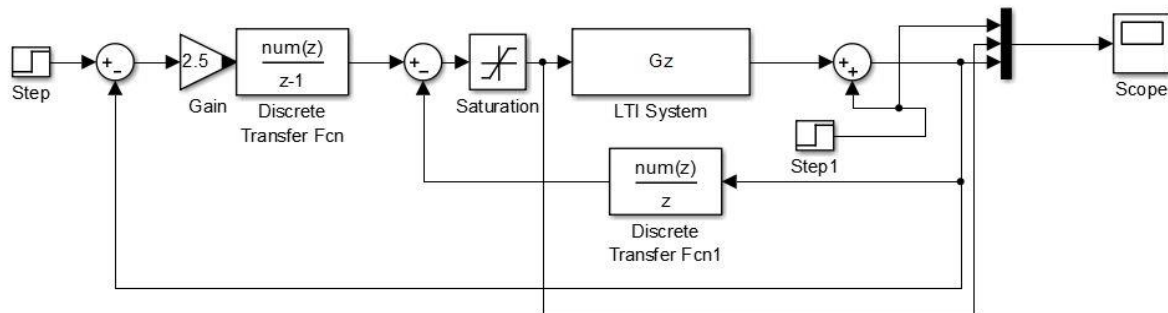 Step
+
−
2.5
Gain
num(z)
z-1
Discrete
Transfer Fcn
+
−
Saturation
Gz
LTI System
+
+
Step1
num(z)
z
Discrete
Transfer Fcn1
Scope